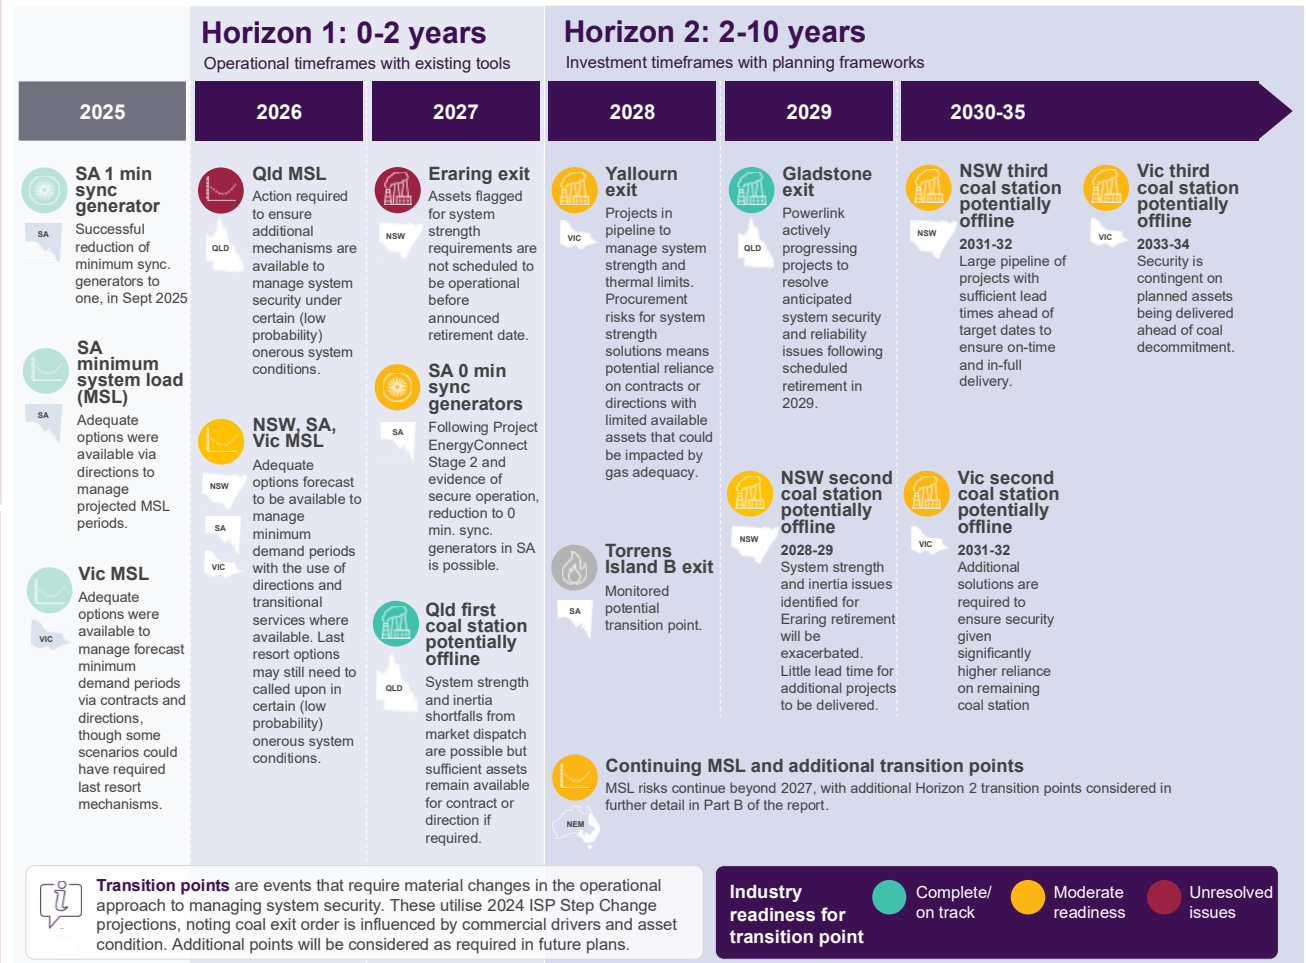 Horizon 1: 0-2 years
Operational timeframes with existing tools
Horizon 2: 2-10 years
Investment timeframes with planning frameworks
2025
2026
2027
2028
2029
2030-35
SA 1 min
sync
generator
SA
Successful
reduction of
minimum sync.
generators to
one, in Sept 2025
SA
minimum
system load
(MSL)
SA
Adequate
options were
available via
directions to
manage
projected MSL
periods.
Vic MSL
VIC
Adequate
options were
available to
manage forecast
minimum
demand periods
via contracts and
directions,
though some
scenarios could
have required
last resort
mechanisms.
Qld MSL
QLD
Action required
to ensure
additional
mechanisms are
available to
manage system
security under
certain (low
probability)
onerous system
conditions.
NSW, SA,
Vic MSL
NSW
SA
VIC
Adequate
options forecast
to be available to
manage
minimum
demand periods
with the use of
directions and
transitional
services where
available. Last
resort options
may still need to
called upon in
certain (low
probability)
onerous system
conditions.
Eraring exit
NSW
Assets flagged
for system
strength
requirements are
not scheduled to
be operational
before
announced
retirement date.
SA 0 min
sync
generators
SA
Following Project
EnergyConnect
Stage 2 and
evidence of
secure operation,
reduction to 0
min. sync.
generators in SA
is possible.
Qld first
coal station
potentially
offline
QLD
System strength
and inertia
shortfalls from
market dispatch
are possible but
sufficient assets
remain available
for contract or
direction if
required.
Yallourn
exit
VIC
Projects in
pipeline to
manage system
strength and
thermal limits.
Procurement
risks for system
strength
solutions means
potential reliance
on contracts or
directions with
limited available
assets that could
be impacted by
gas adequacy.
Torrens
Island B exit
SA
Monitored
potential
transition point.
Gladstone
exit
QLD
Powerlink
actively
progressing
projects to
resolve
anticipated
system security
and reliability
issues following
scheduled
retirement in
2029.
NSW second
coal station
potentially
offline
NSW
2028-29
System strength
and inertia issues
identified for
Eraring retirement
will be
exacerbated.
Little lead time for
additional projects
to be delivered.
NSW third
coal station
potentially
offline
NSW
2031-32
Large pipeline of
projects with
sufficient lead
times ahead of
target dates to
ensure on-time
and in-full
delivery.
Vic second
coal station
potentially
offline
VIC
2031-32
Additional
solutions are
required to
ensure security
given
significantly
higher reliance
on remaining
coal station
Vic third
coal station
potentially
offline
VIC
2033-34
Security is
contingent on
planned assets
being delivered
ahead of coal
decommitment.
Continuing MSL and additional transition points
NEM
MSL risks continue beyond 2027, with additional Horizon 2 transition points considered in
further detail in Part B of the report.
Transition points are events that require material changes in the operational
approach to managing system security. These utilise 2024 ISP Step Change
projections, noting coal exit order is influenced by commercial drivers and asset
condition. Additional points will be considered as required in future plans.
Industry
readiness for
transition point
Complete/
on track
Moderate
readiness
Unresolved
issues